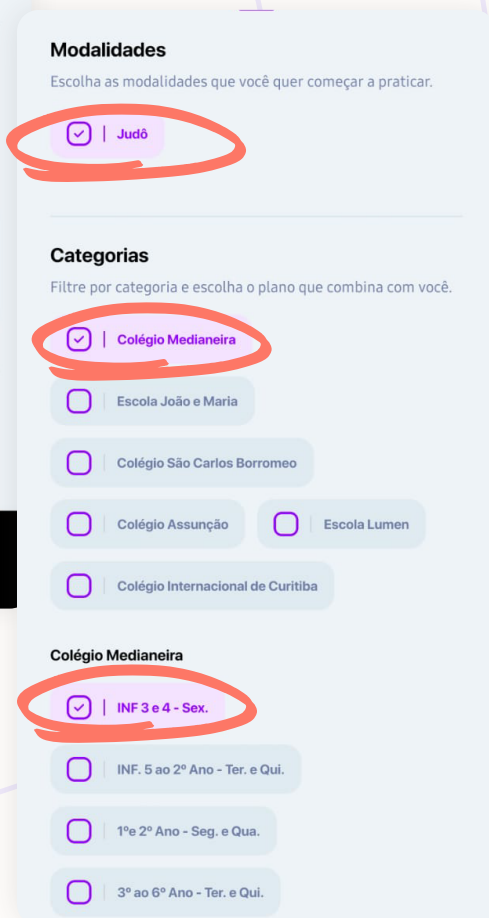 Modalidades
Escolha as modalidades que você quer começar a praticar.
Judô
Categorias
Filtre por categoria e escolha o plano que combina com você.
Colégio Medianeira
Escola João e Maria
Colégio São Carlos Borromeo
Colégio Assunção
Escola Lumen
Colégio Internacional de Curitiba
Colégio Medianeira
INF 3 e 4 - Sex.
INF. 5 ao 2º Ano - Ter. e Qui.
1ºe 2º Ano - Seg. e Qua.
3º ao 6º Ano - Ter. e Qui.